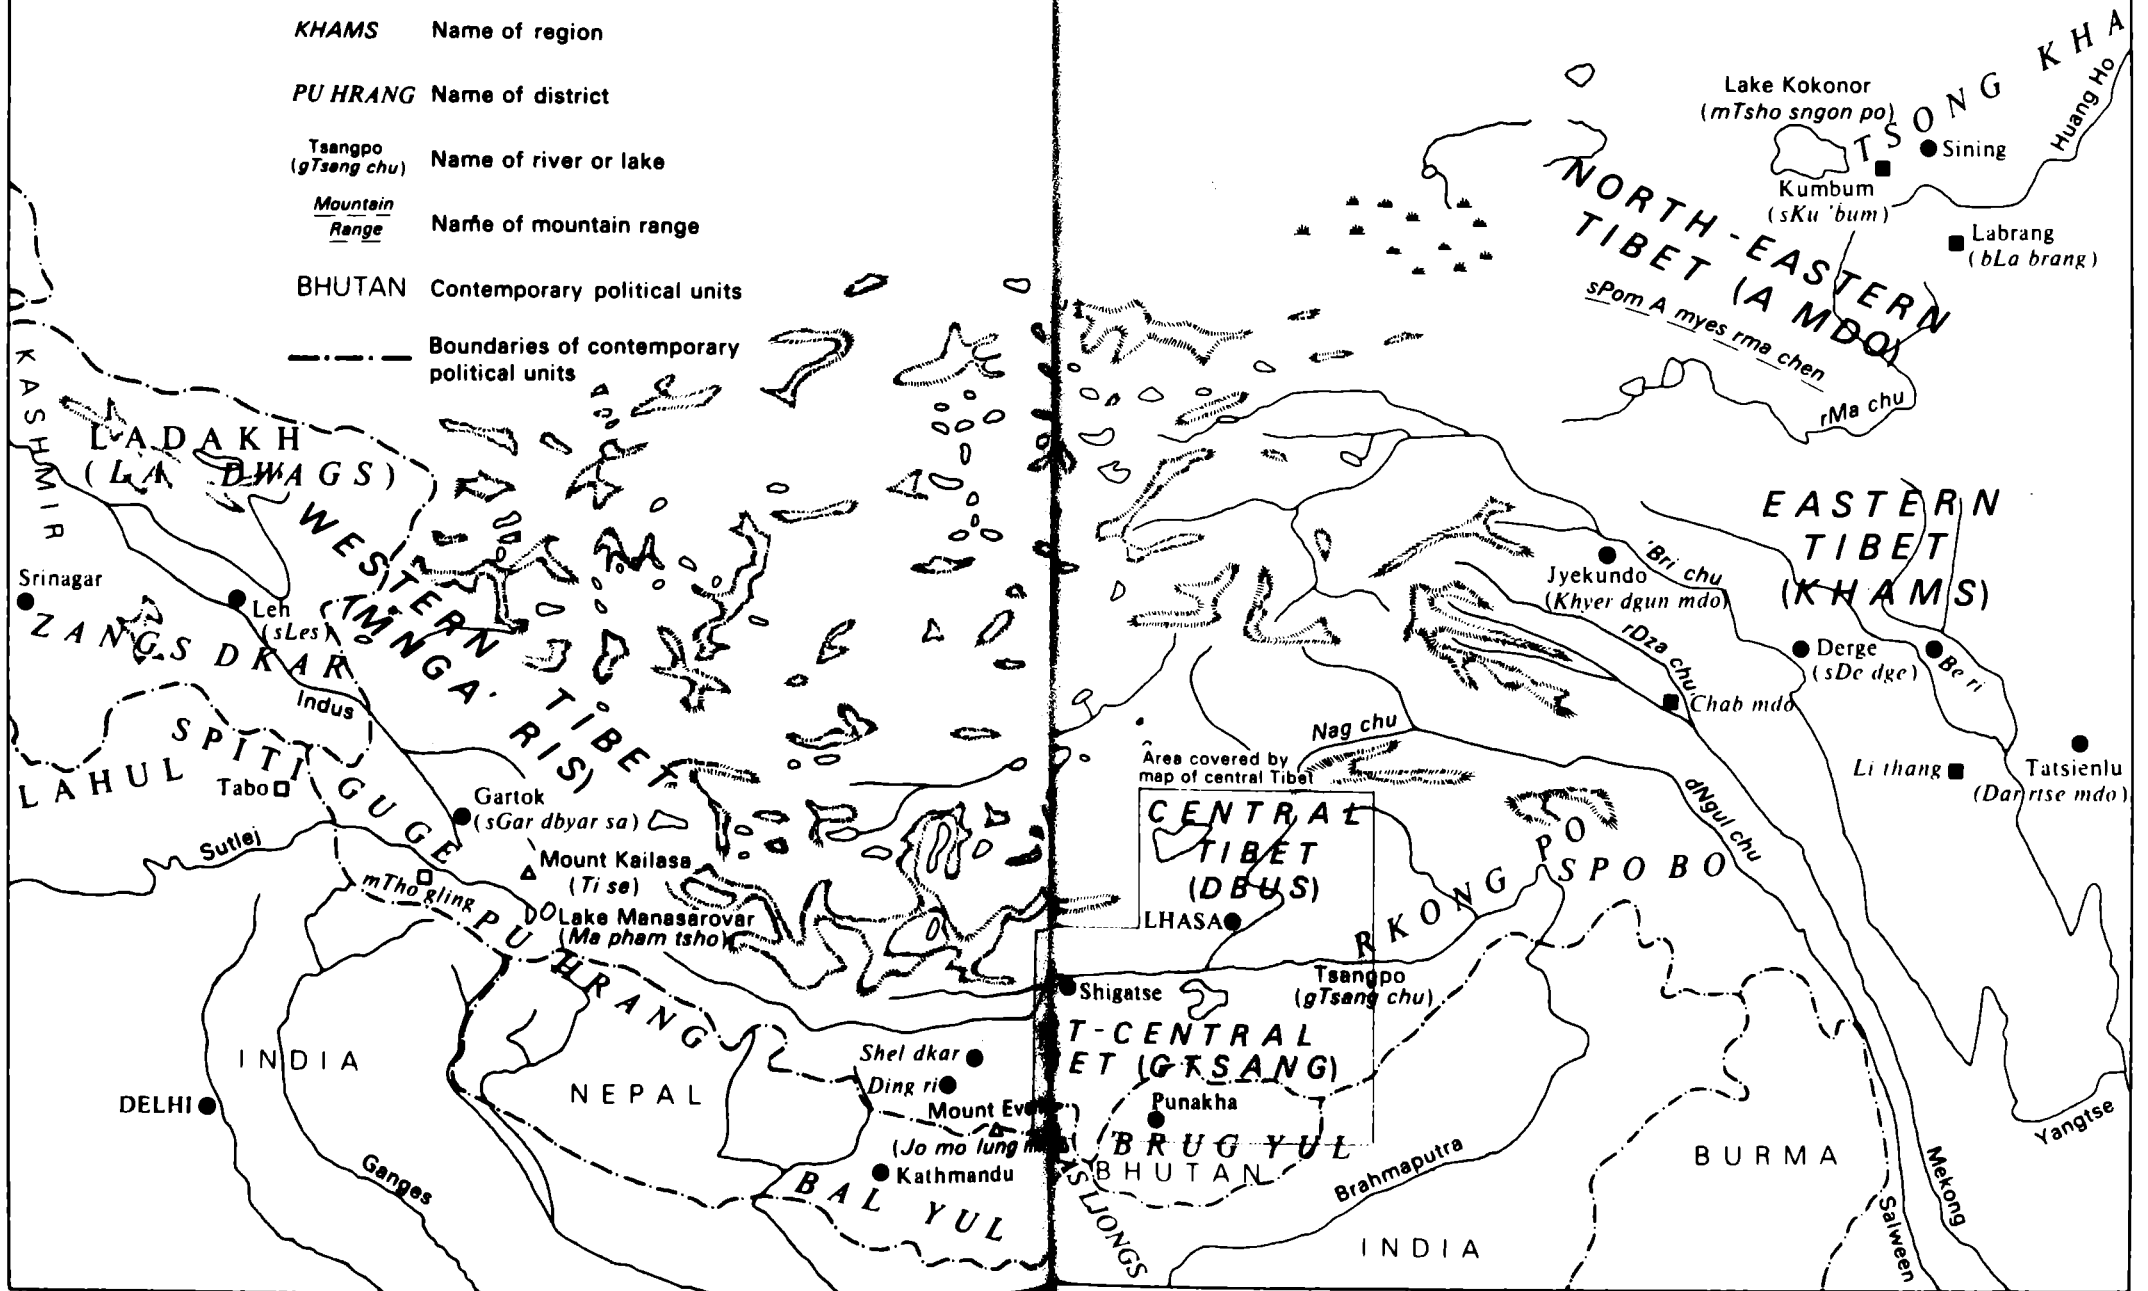 KHAMS Name of region
PU HRANG Name of district
Tsangpo
(gTsang chu) Name of river or lake
Mountain
Range Name of mountain range
BHUTAN Contemporary political units
Boundaries of contemporary
political units
KASHMIR
LADAKH
(LA DWAGS)
WESTERN TIBET
(MNGA' RIS)
Srinagar
ZANGS DKAR
Leh
(sLes)
Indus
SPITI
LAHUL
Tabo
GUGE
Gartok
(sGar dbyar sa)
Sutlej
Mount Kailasa
(Ti se)
mTho gling
PU HRANG
Lake Manasarovar
(Ma pham tsho)
INDIA
DELHI
NEPAL
Ganges
Shel dkar
Ding ri
Mount Ev
(Jo mo lung
Kathmandu
BAL YUL
TSONG KHA
Huang Ho
Lake Kokonor
(mTsho sngon po)
Sining
Kumbum
(sKu 'bum)
Labrang
(bLa brang)
NORTH-EASTERN
TIBET (A MDO)
sPom A myes rma chen
rMa chu
EASTERN
TIBET
(KHAMS)
Jyekundo
(Khyer dgun mdo)
'Bri chu
rDza chu
Derge
(sDe dge)
Be ri
Chab mdo
Nag chu
Li thang
Tatsienlu
(Dar rtse mdo)
Area covered by
map of central Tibet
CENTRAL
TIBET
(DBUS)
LHASA
dNgul chu
RKONG PO
SPOBO
Shigatse
Tsangpo
(gTsang chu)
T-CENTRAL
ET (GTSANG)
Punakha
'BRUG YUL
BHUTAN
AS LJONGS
Brahmaputra
INDIA
BURMA
Yangtse
Mekong
Salween